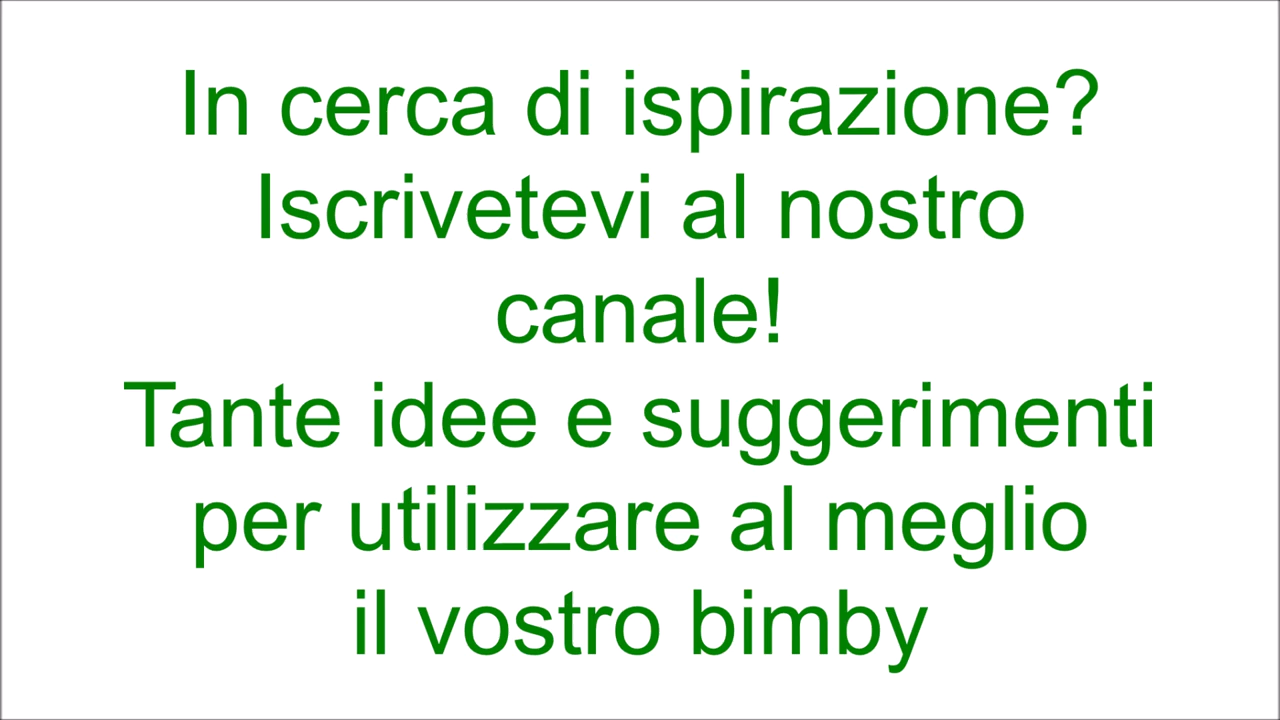 In cerca di ispirazione?
Iscrivetevi al nostro
canale!
Tante idee e suggerimenti
per utilizzare al meglio
il vostro bimby